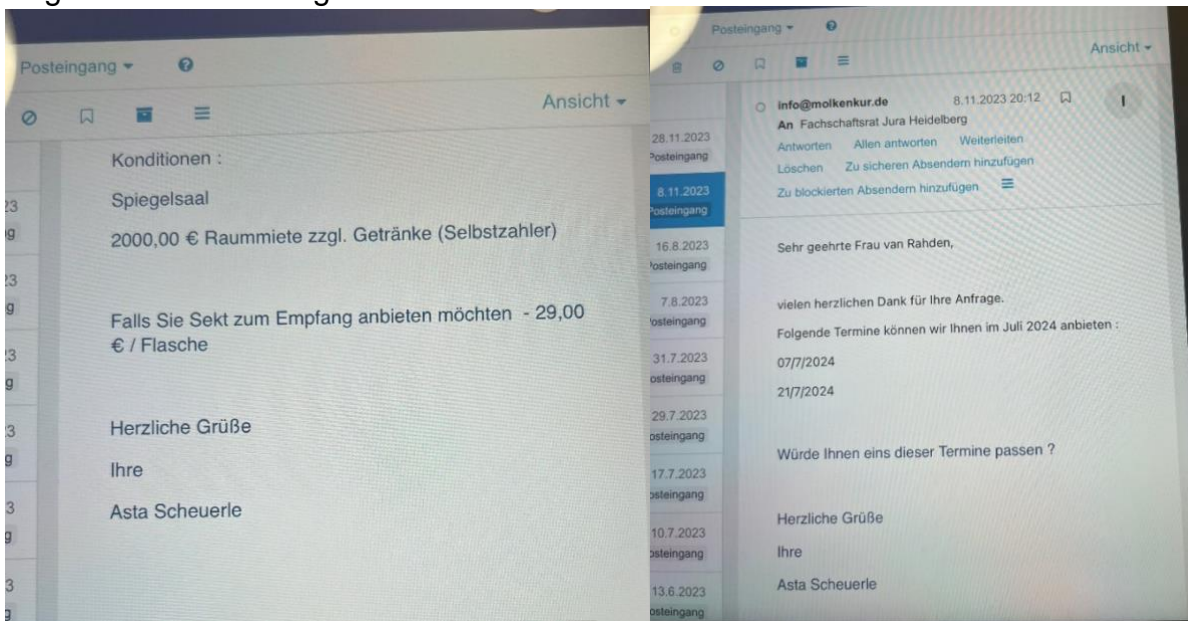 Posteingang
Ansicht
Konditionen :
Spiegelsaal
2000,00 € Raummiete zzgl. Getränke (Selbstzahler)
Falls Sie Sekt zum Empfang anbieten möchten - 29,00
€ / Flasche
Herzliche Grüße
Ihre
Asta Scheuerle
23
g
23
g
23
g
3
g
3
g
3
Posteingang
Ansicht
info@molkenkur.de 8.11.2023 20:12
An Fachschaftsrat Jura Heidelberg
Antworten Allen antworten Weiterleiten
Löschen Zu sicheren Absendern hinzufügen
Zu blockierten Absendern hinzufügen
Sehr geehrte Frau van Rahden,
vielen herzlichen Dank für Ihre Anfrage.
Folgende Termine können wir Ihnen im Juli 2024 anbieten :
07/7/2024
21/7/2024
Würde Ihnen eins dieser Termine passen ?
Herzliche Grüße
Ihre
Asta Scheuerle
28.11.2023
Posteingang
8.11.2023
Posteingang
16.8.2023
Posteingang
7.8.2023
Posteingang
31.7.2023
osteingang
29.7.2023
osteingang
17.7.2023
osteingang
10.7.2023
osteingang
13.6.2023
osteingang